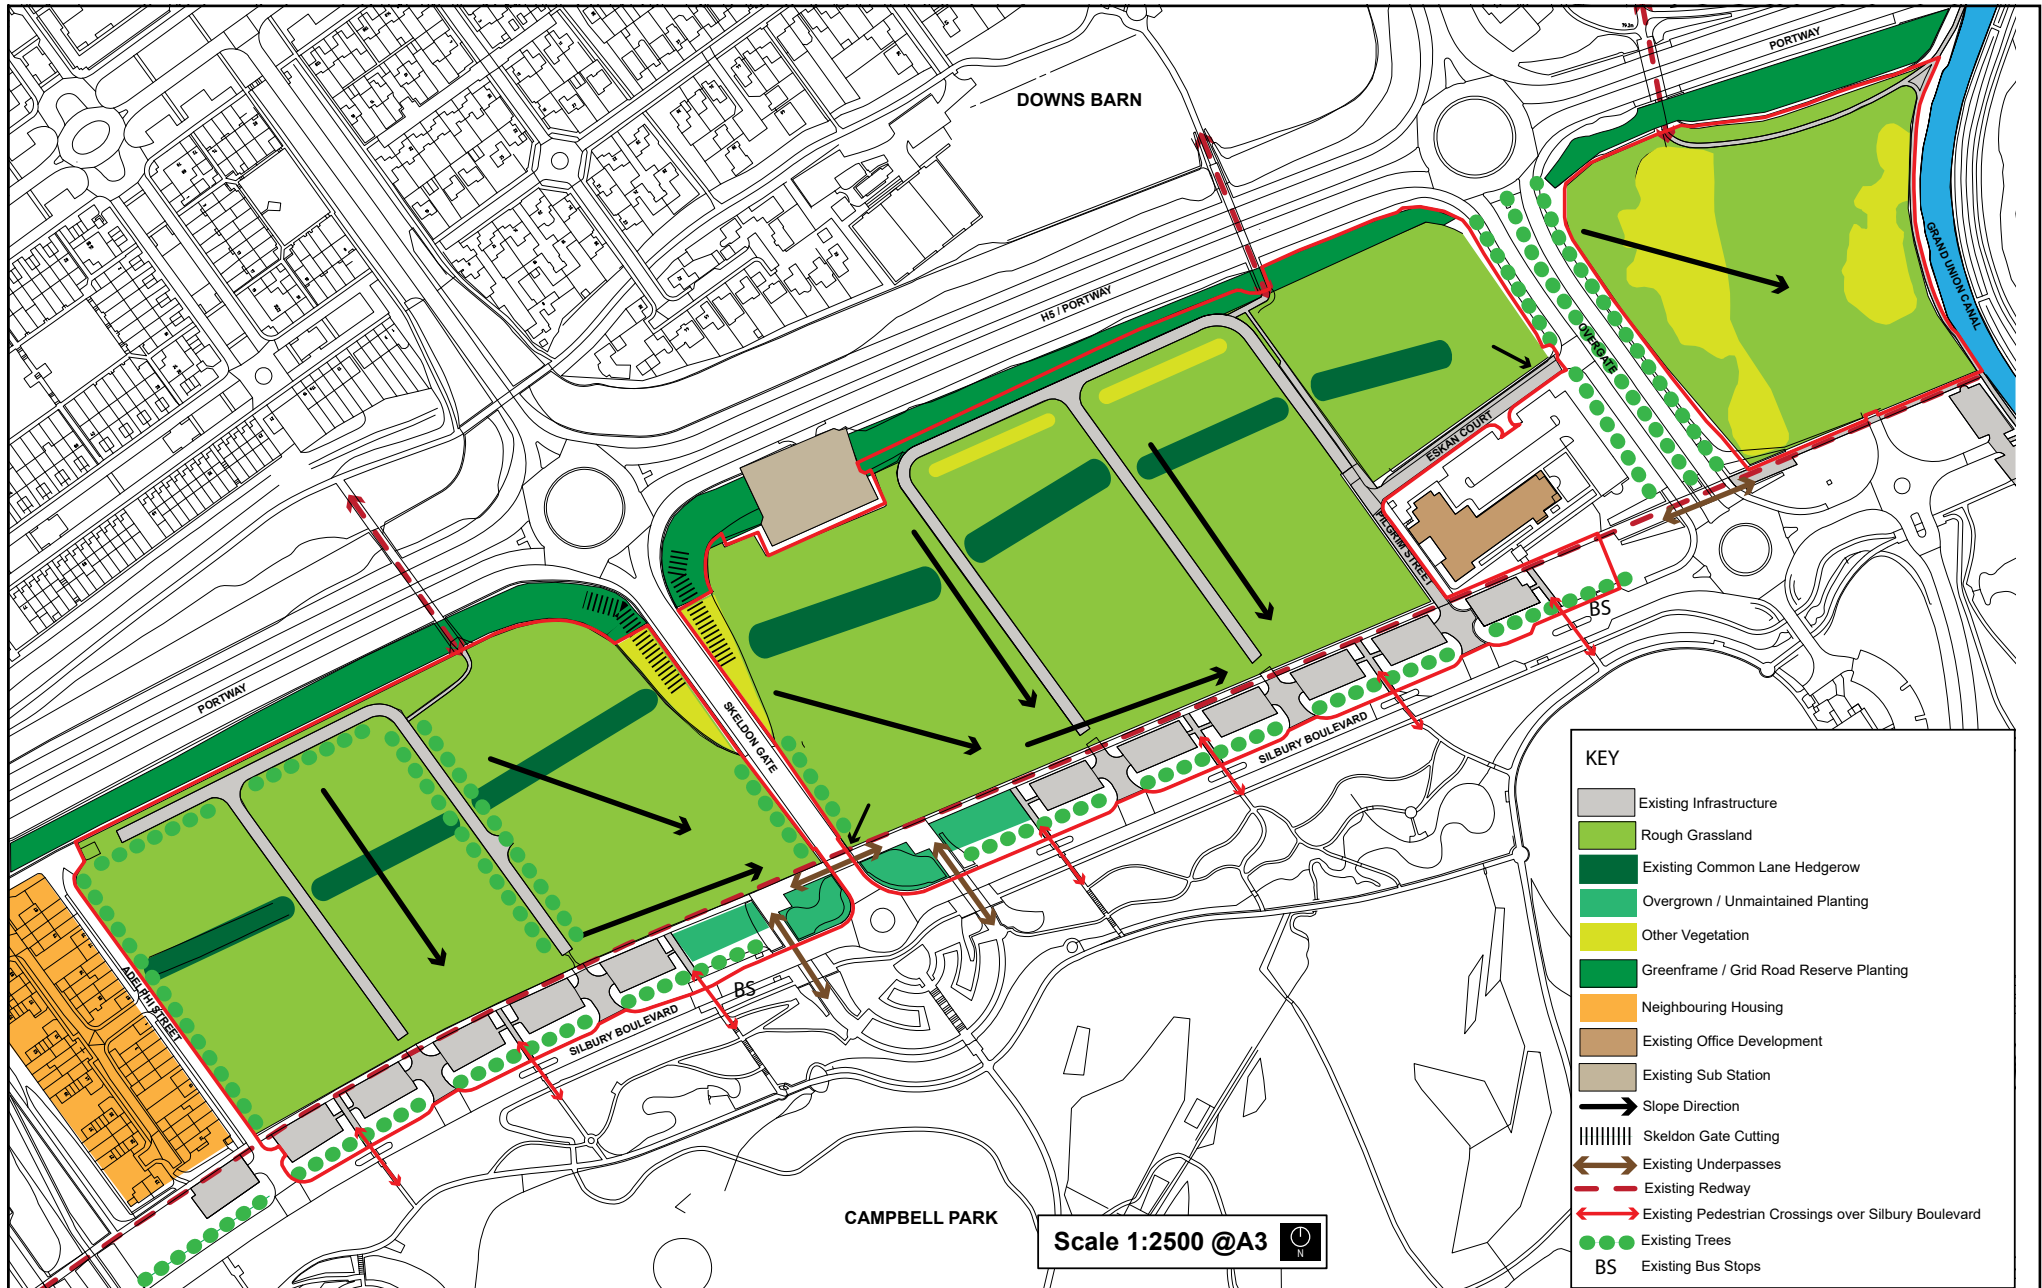 PORTWAY
DOWNS BARN
H5 / PORTWAY
GRAND UNION CANAL
OVERGATE
ESKAN COURT
PILGRIM STREET
BS
PORTWAY
SKELDON GATE
SILBURY BOULEVARD
BS
SILBURY BOULEVARD
ADELPHI STREET
CAMPBELL PARK
Scale 1:2500 @A3
N
KEY
Existing Infrastructure
Rough Grassland
Existing Common Lane Hedgerow
Overgrown / Unmaintained Planting
Other Vegetation
Greenframe / Grid Road Reserve Planting
Neighbouring Housing
Existing Office Development
Existing Sub Station
Slope Direction
Skeldon Gate Cutting
Existing Underpasses
Existing Redway
Existing Pedestrian Crossings over Silbury Boulevard
Existing Trees
BS Existing Bus Stops